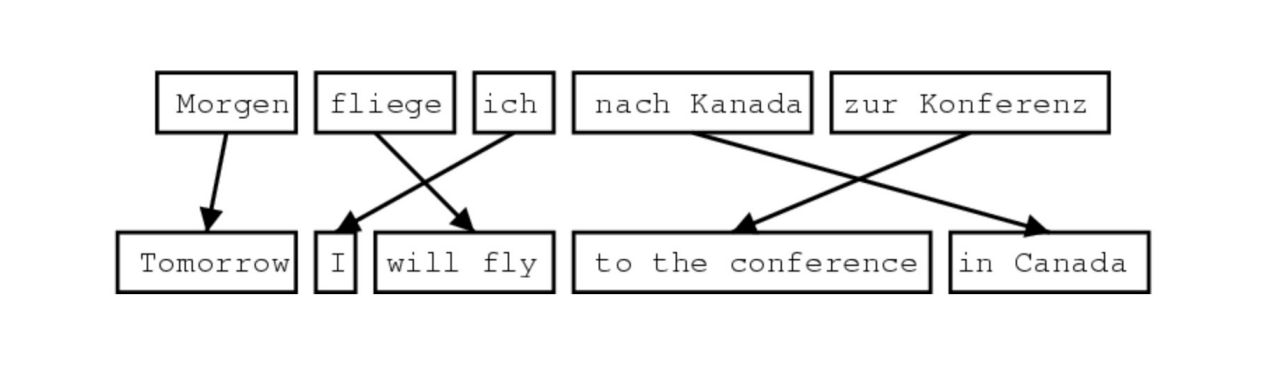 Morgen fliege ich nach Kanada zur Konferenz
Tomorrow I will fly to the conference in Canada